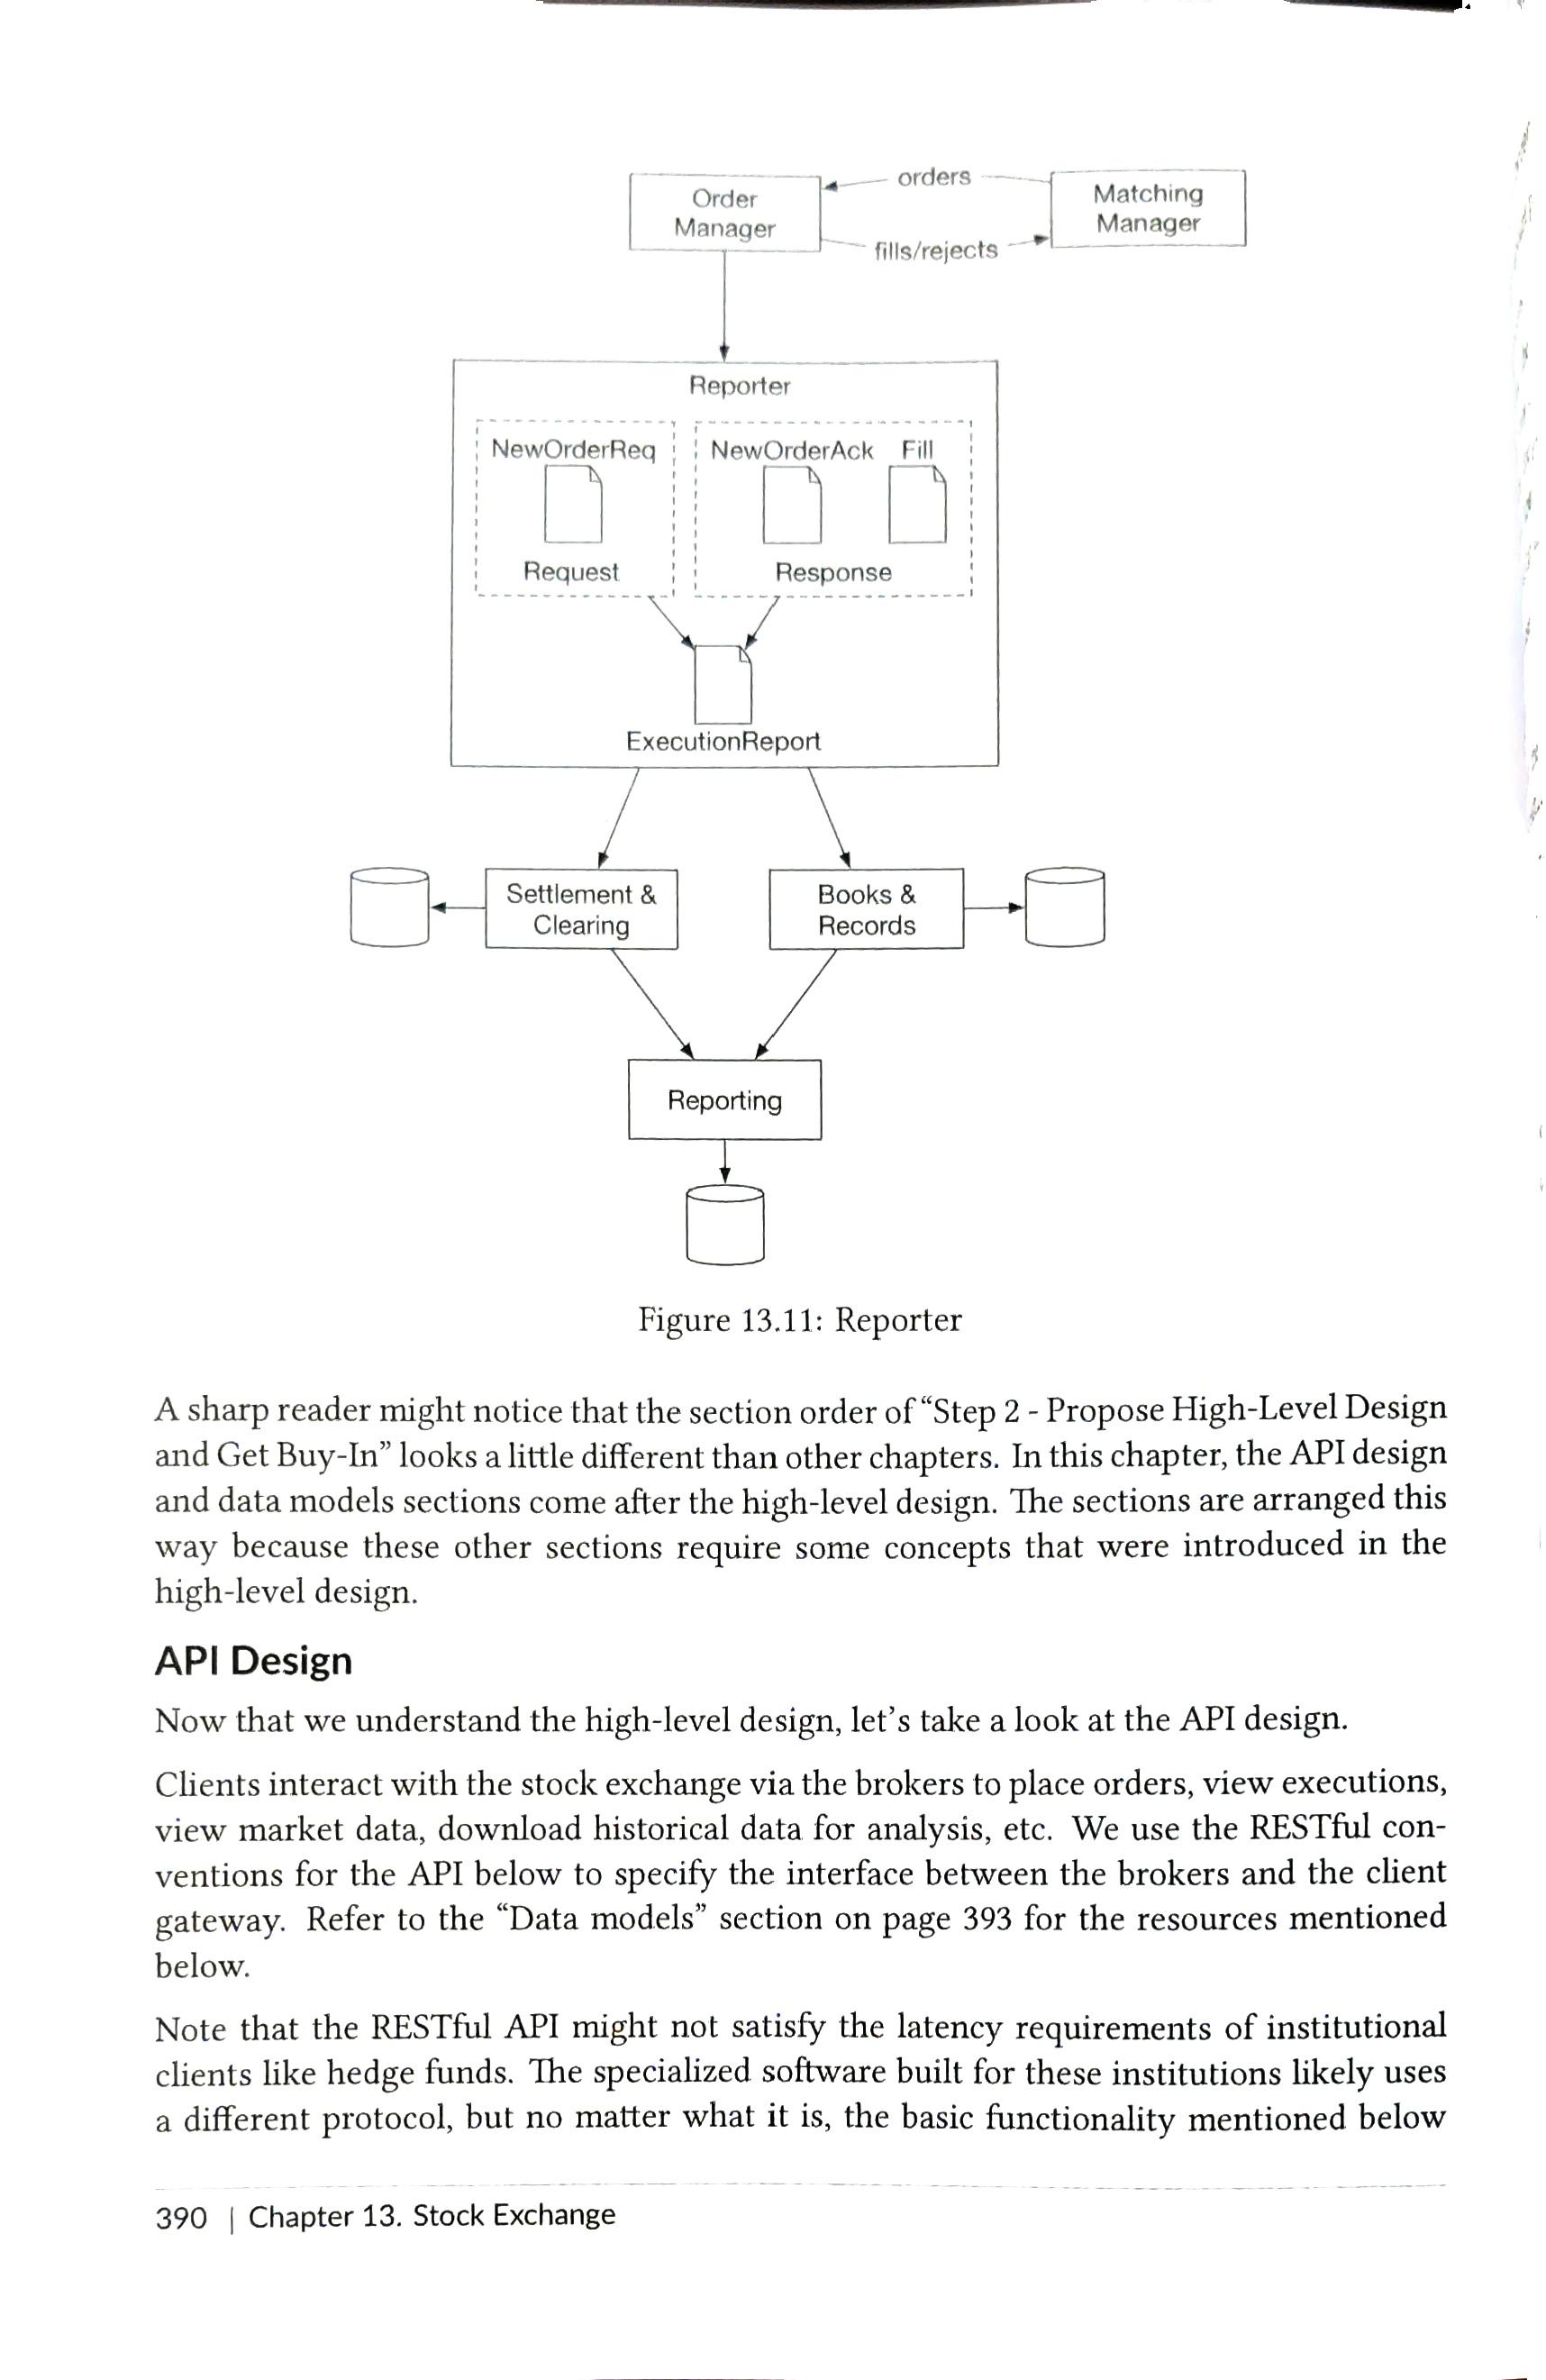 Order
Manager
orders
fills/rejects
Matching
Manager
Reporter
NewOrderReq
Request
NewOrderAck Fill
Response
ExecutionReport
Settlement &
Clearing
Books &
Records
Reporting
Figure 13.11: Reporter
A sharp reader might notice that the section order of “Step 2 - Propose High-Level Design
and Get Buy-In” looks a little different than other chapters. In this chapter, the API design
and data models sections come after the high-level design. The sections are arranged this
way because these other sections require some concepts that were introduced in the
high-level design.
API Design
Now that we understand the high-level design, let’s take a look at the API design.
Clients interact with the stock exchange via the brokers to place orders, view executions,
view market data, download historical data for analysis, etc. We use the RESTful con-
ventions for the API below to specify the interface between the brokers and the client
gateway. Refer to the “Data models” section on page 393 for the resources mentioned
below.
Note that the RESTful API might not satisfy the latency requirements of institutional
clients like hedge funds. The specialized software built for these institutions likely uses
a different protocol, but no matter what it is, the basic functionality mentioned below
390 | Chapter 13. Stock Exchange